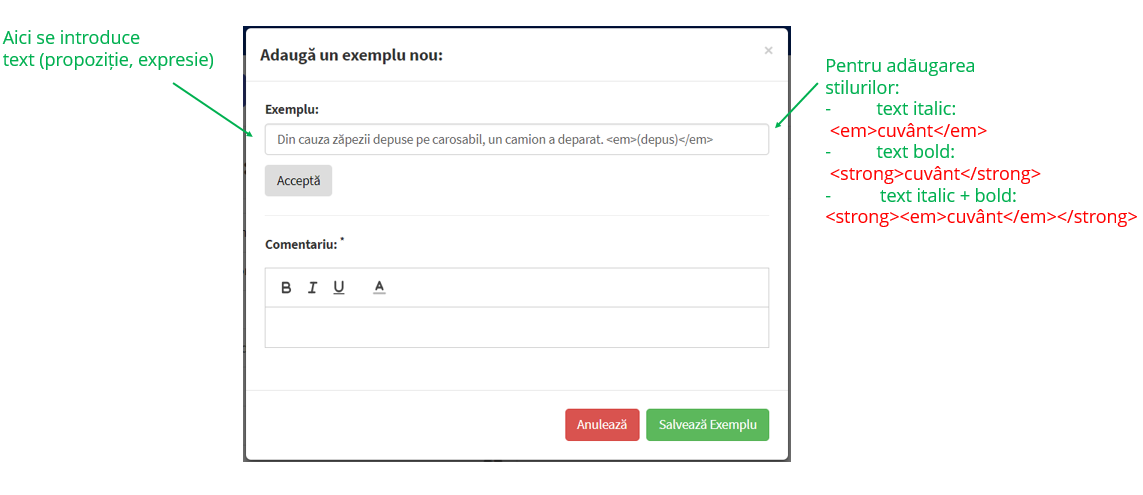 Aici se introduce
text (propoziție, expresie)
Adaugă un exemplu nou:
×
Exemplu:
Din cauza zăpezii depuse pe carosabil, un camion a deparat. <em>(depus)</em>
Acceptă
Comentariu: *
B I U A
Anulează Salvează Exemplu
Pentru adăugarea
stilurilor:
- text italic:
<em>cuvânt</em>
- text bold:
<strong>cuvânt</strong>
- text italic + bold:
<strong><em>cuvânt</em></strong>